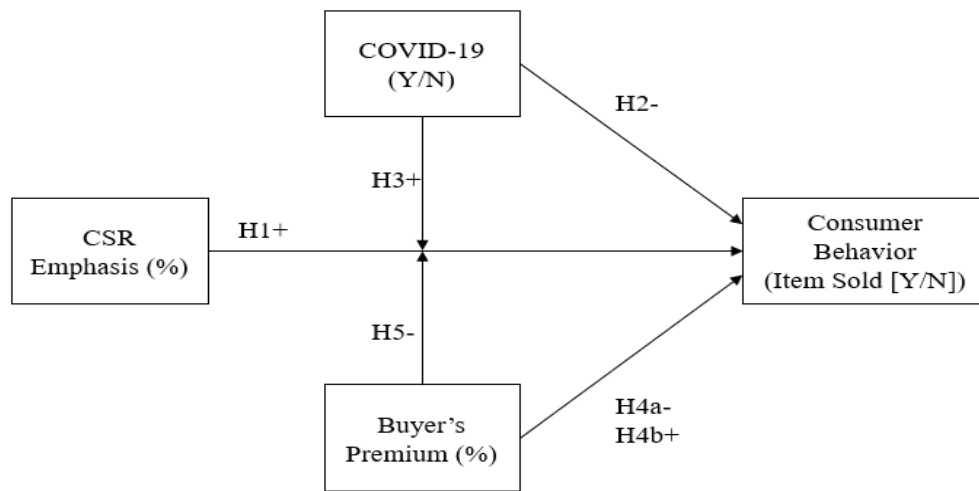 COVID-19
(Y/N)
H2-
H3+
CSR
Emphasis (%)
H1+
Consumer
Behavior
(Item Sold [Y/N])
H5-
Buyer’s
Premium (%)
H4a-
H4b+